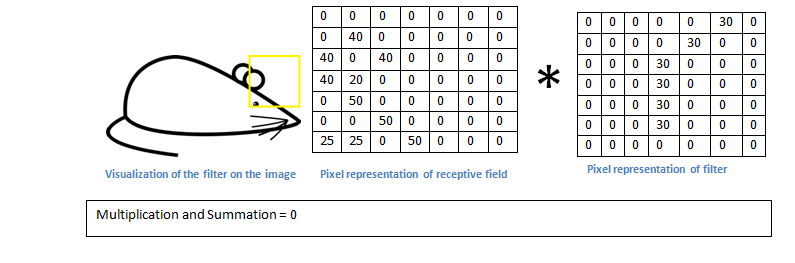 0 0 0 0 0 0 0
0 40 0 0 0 0 0
40 0 40 0 0 0 0
40 20 0 0 0 0 0
0 50 0 0 0 0 0
0 0 50 0 0 0 0
25 25 0 50 0 0 0
*
0 0 0 0 0 30 0
0 0 0 0 30 0 0
0 0 0 30 0 0 0
0 0 0 30 0 0 0
0 0 0 30 0 0 0
0 0 0 30 0 0 0
0 0 0 0 0 0 0
Visualization of the filter on the image
Pixel representation of receptive field
Pixel representation of filter
Multiplication and Summation = 0